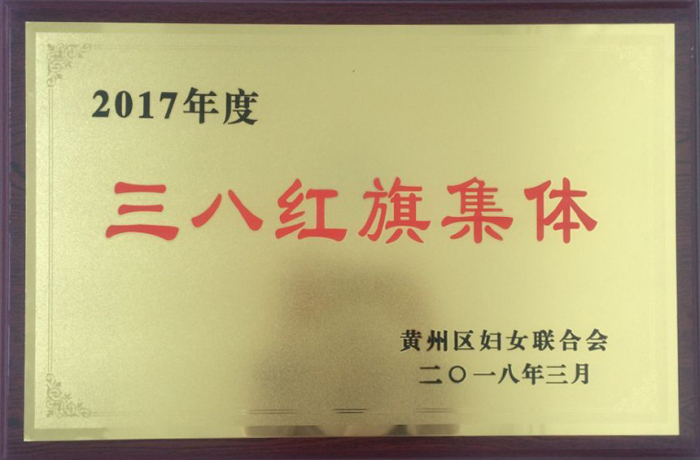 2017年度
三八红旗集体
黄州区妇女联合会
二〇一八年三月